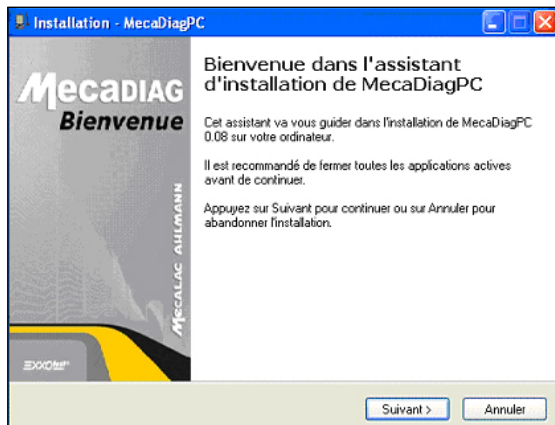 Installation - MecaDiagPC
MECADIAG
Bienvenue
MECALAC AHLMANN
EXXOtest
Bienvenue dans l'assistant
d'installation de MecaDiagPC
Cet assistant va vous guider dans l'installation de MecaDiagPC
0.08 sur votre ordinateur.
Il est recommandé de fermer toutes les applications actives
avant de continuer.
Appuyez sur Suivant pour continuer ou sur Annuler pour
abandonner l'installation.
Suivant >
Annuler